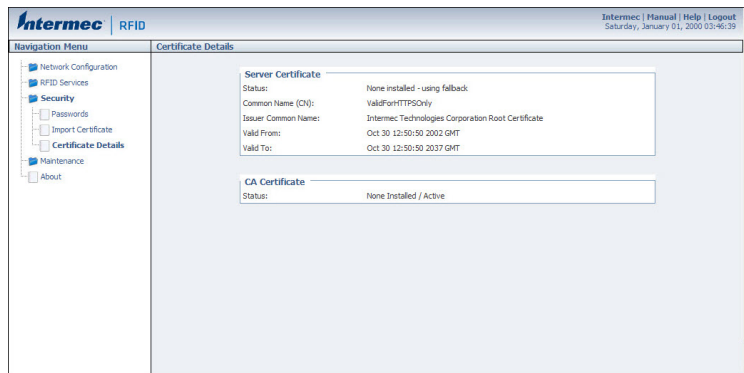 Intermec | RFID
Intermec | Manual | Help | Logout
Saturday, January 01, 2000 03:46:39
Navigation Menu
Certificate Details
Network Configuration
RFID Services
Security
Passwords
Import Certificate
Certificate Details
Maintenance
About
Server Certificate
Status: None installed - using fallback
Common Name (CN): ValidForHTTPSOnly
Issuer Common Name: Intermec Technologies Corporation Root Certificate
Valid From: Oct 30 12:50:50 2002 GMT
Valid To: Oct 30 12:50:50 2037 GMT
CA Certificate
Status: None Installed / Active